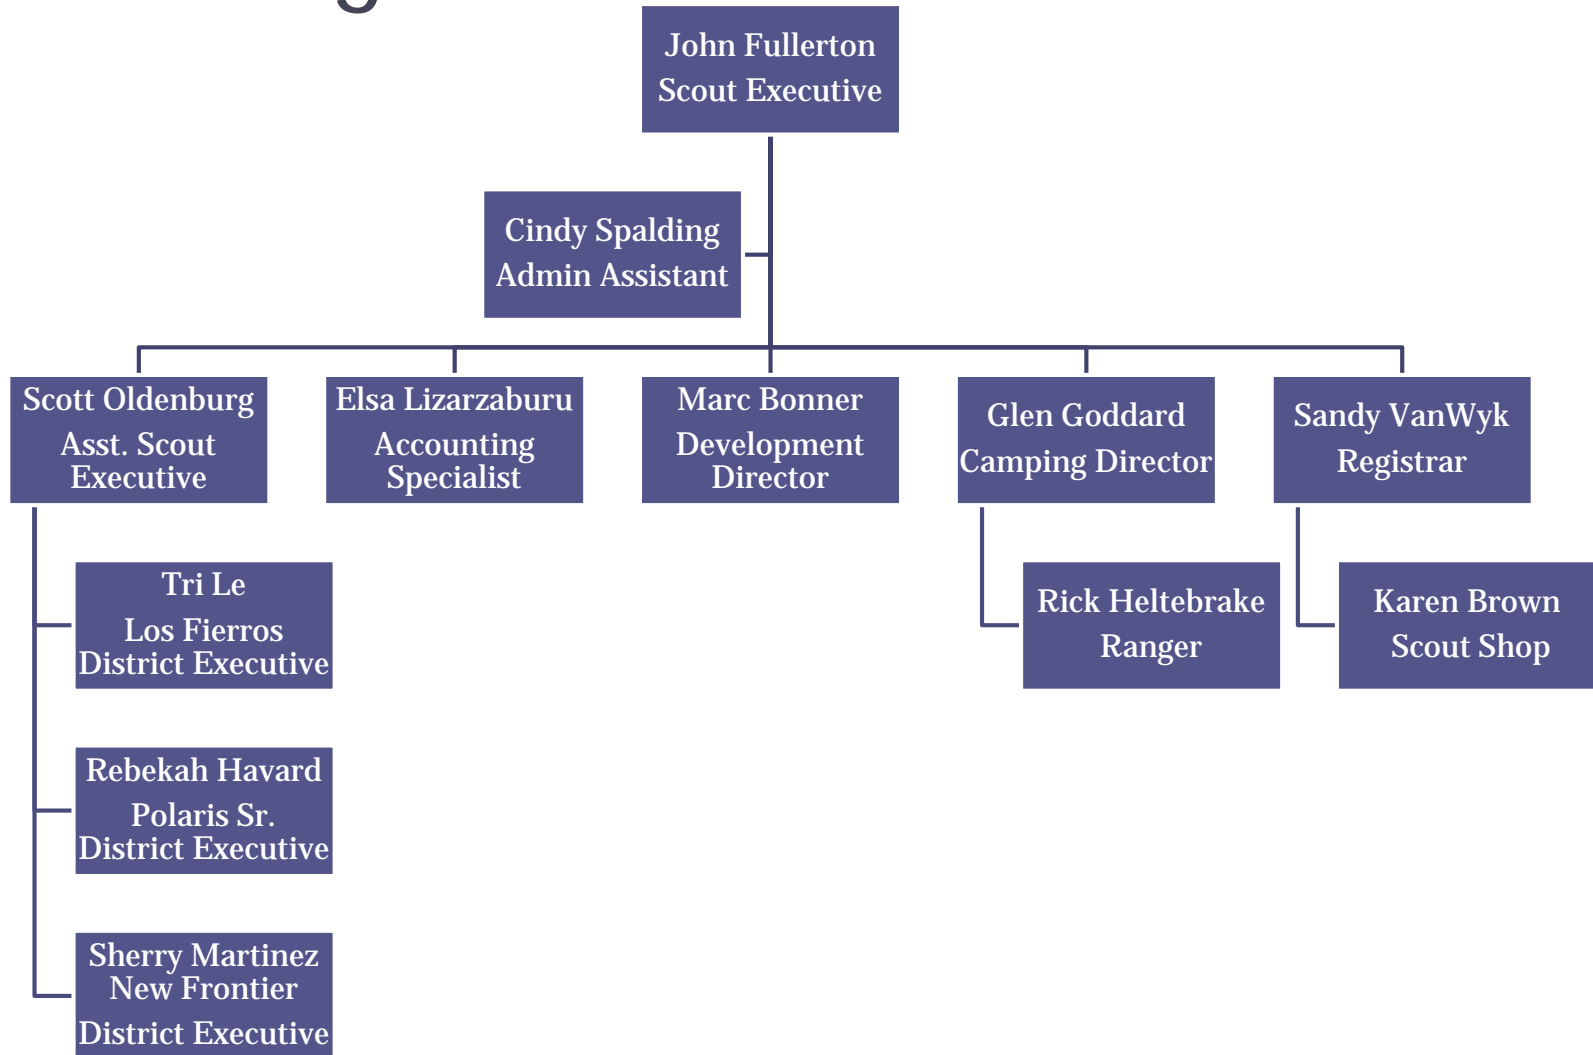 John Fullerton
Scout Executive
Cindy Spalding
Admin Assistant
Scott Oldenburg
Asst. Scout
Executive
Elsa Lizarzaburu
Accounting
Specialist
Marc Bonner
Development
Director
Glen Goddard
Camping Director
Sandy VanWyk
Registrar
Tri Le
Los Fierros
District Executive
Rick Heltebrake
Ranger
Karen Brown
Scout Shop
Rebekah Havard
Polaris Sr.
District Executive
Sherry Martinez
New Frontier
District Executive